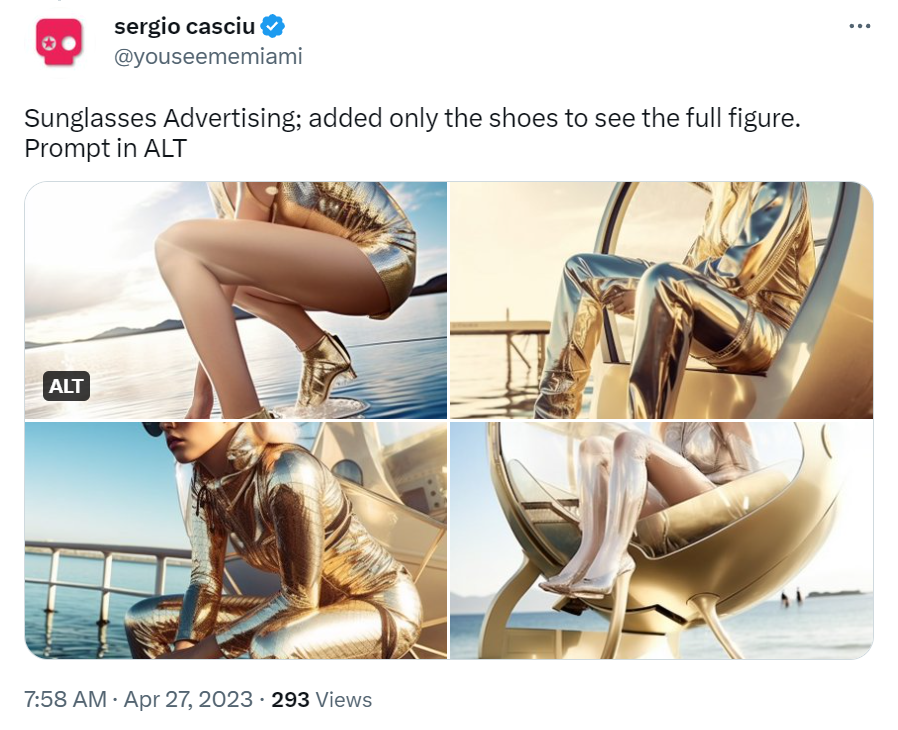 sergio casciu
@youseememiami
Sunglasses Advertising; added only the shoes to see the full figure.
Prompt in ALT
ALT
7:58 AM · Apr 27, 2023 · 293 Views